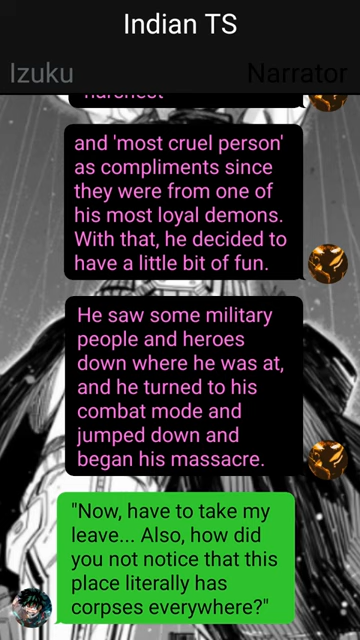 Indian TS
Izuku
Narrator
'harshest'
and 'most cruel person'
as compliments since
they were from one of
his most loyal demons.
With that, he decided to
have a little bit of fun.
He saw some military
people and heroes
down where he was at,
and he turned to his
combat mode and
jumped down and
began his massacre.
"Now, have to take my
leave... Also, how did
you not notice that this
place literally has
corpses everywhere?"